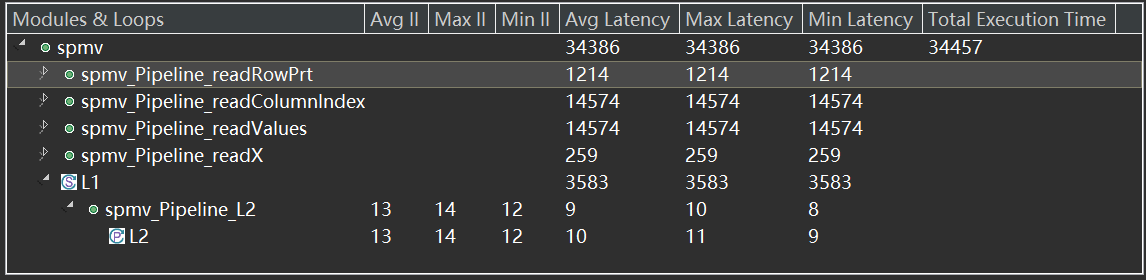 Modules & Loops Avg II Max II Min II Avg Latency Max Latency Min Latency Total Execution Time
spmv 34386 34386 34386 34457
spmv_Pipeline_readRowPrt 1214 1214 1214
spmv_Pipeline_readColumnIndex 14574 14574 14574
spmv_Pipeline_readValues 14574 14574 14574
spmv_Pipeline_readX 259 259 259
L1 3583 3583 3583
spmv_Pipeline_L2 13 14 12 9 10 8
L2 13 14 12 10 11 9